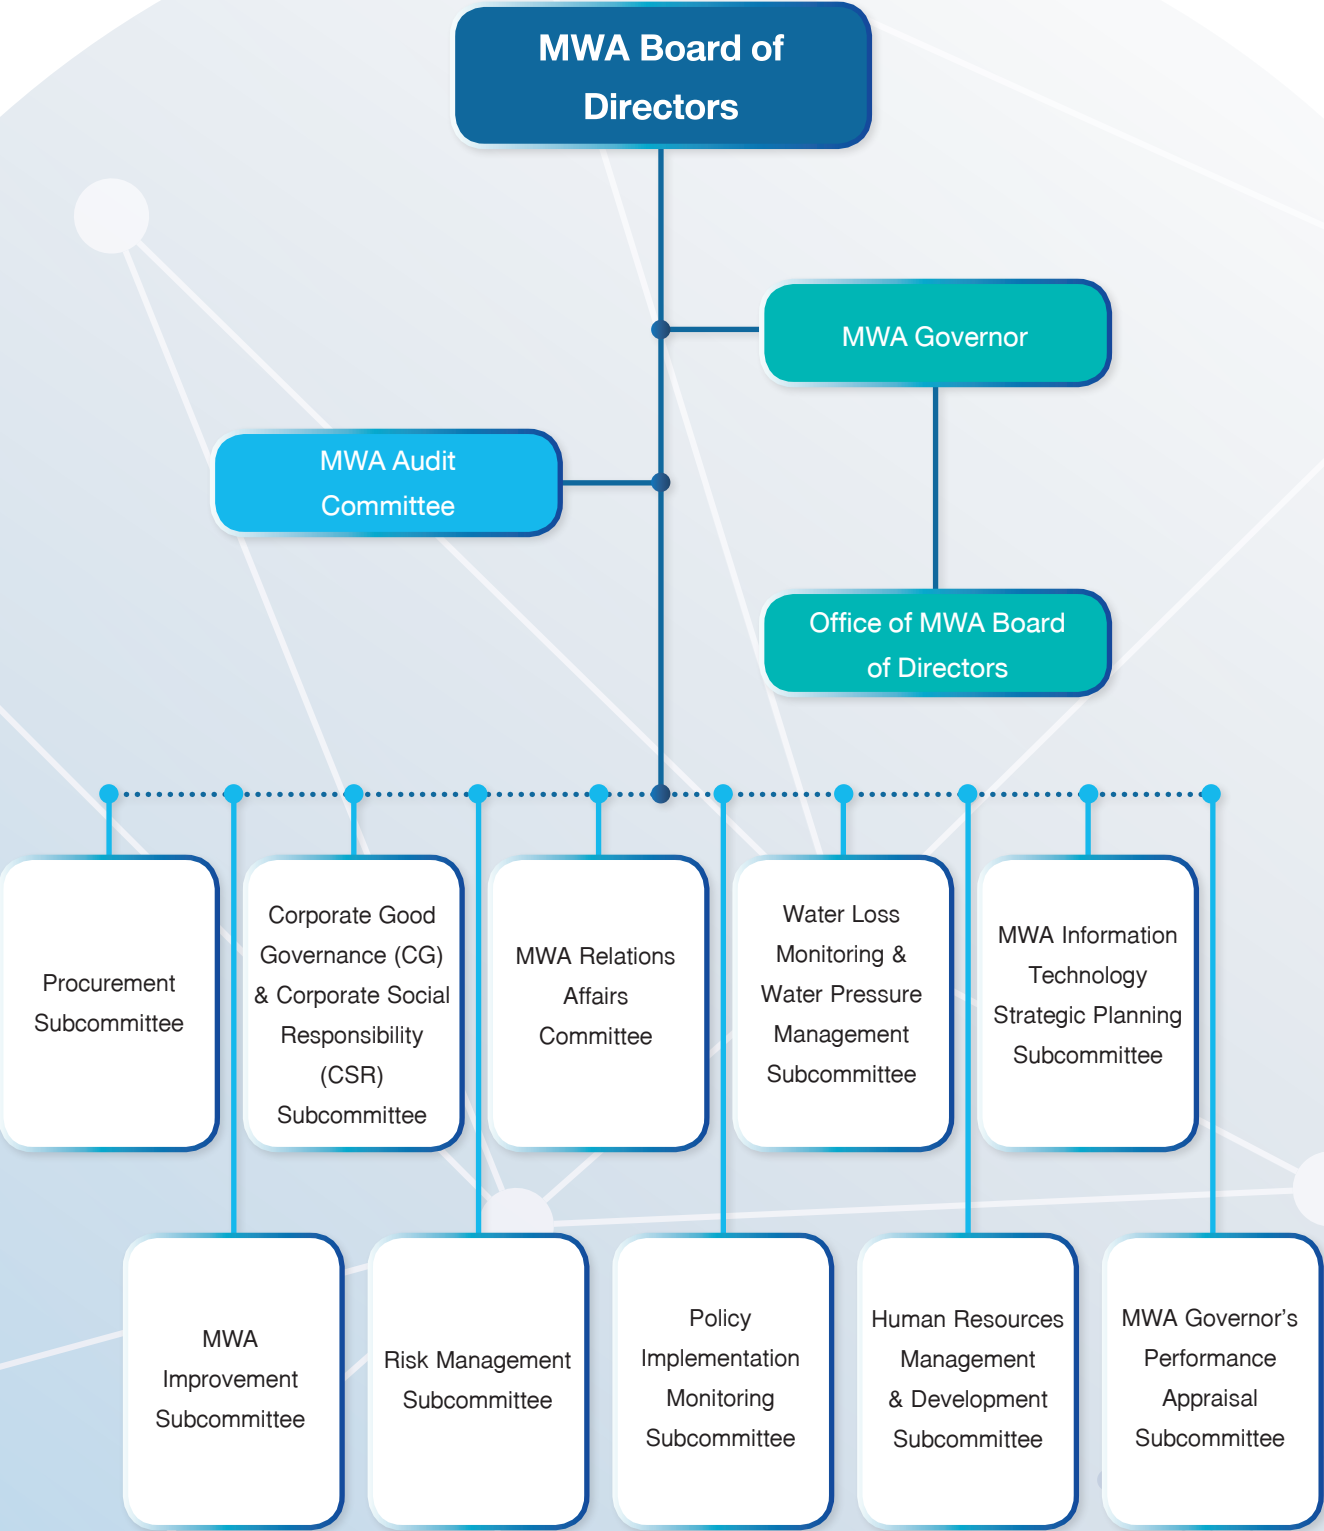 MWA Board of
Directors
MWA Governor
MWA Audit
Committee
Office of MWA Board
of Directors
Procurement
Subcommittee
Corporate Good
Governance (CG)
& Corporate Social
Responsibility
(CSR)
Subcommittee
MWA Relations
Affairs
Committee
Water Loss
Monitoring &
Water Pressure
Management
Subcommittee
MWA Information
Technology
Strategic Planning
Subcommittee
MWA
Improvement
Subcommittee
Risk Management
Subcommittee
Policy
Implementation
Monitoring
Subcommittee
Human Resources
Management
& Development
Subcommittee
MWA Governor’s
Performance
Appraisal
Subcommittee